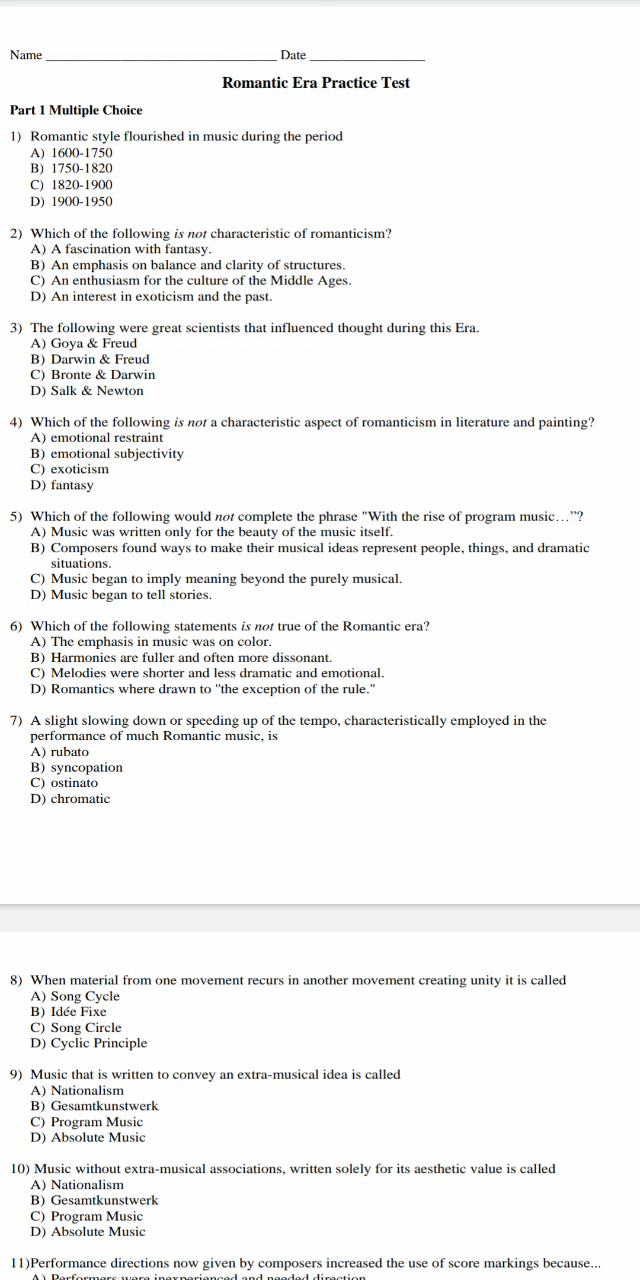 Name ___________________________________ Date _________________
Romantic Era Practice Test
Part 1 Multiple Choice
1) Romantic style flourished in music during the period
A) 1600-1750
B) 1750-1820
C) 1820-1900
D) 1900-1950
2) Which of the following is not characteristic of romanticism?
A) A fascination with fantasy.
B) An emphasis on balance and clarity of structures.
C) An enthusiasm for the culture of the Middle Ages.
D) An interest in exoticism and the past.
3) The following were great scientists that influenced thought during this Era.
A) Goya & Freud
B) Darwin & Freud
C) Bronte & Darwin
D) Salk & Newton
4) Which of the following is not a characteristic aspect of romanticism in literature and painting?
A) emotional restraint
B) emotional subjectivity
C) exoticism
D) fantasy
5) Which of the following would not complete the phrase "With the rise of program music…”?
A) Music was written only for the beauty of the music itself.
B) Composers found ways to make their musical ideas represent people, things, and dramatic
situations.
C) Music began to imply meaning beyond the purely musical.
D) Music began to tell stories.
6) Which of the following statements is not true of the Romantic era?
A) The emphasis in music was on color.
B) Harmonies are fuller and often more dissonant.
C) Melodies were shorter and less dramatic and emotional.
D) Romantics where drawn to "the exception of the rule."
7) A slight slowing down or speeding up of the tempo, characteristically employed in the
performance of much Romantic music, is
A) rubato
B) syncopation
C) ostinato
D) chromatic
8) When material from one movement recurs in another movement creating unity it is called
A) Song Cycle
B) Idée Fixe
C) Song Circle
D) Cyclic Principle
9) Music that is written to convey an extra-musical idea is called
A) Nationalism
B) Gesamtkunstwerk
C) Program Music
D) Absolute Music
10) Music without extra-musical associations, written solely for its aesthetic value is called
A) Nationalism
B) Gesamtkunstwerk
C) Program Music
D) Absolute Music
11)Performance directions now given by composers increased the use of score markings because...
A) Performers were inexperienced and needed direction